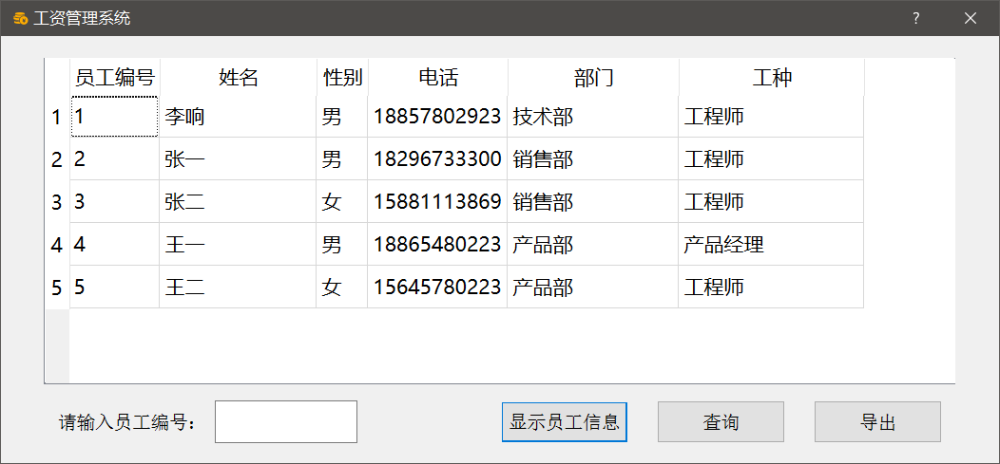 工资管理系统
员工编号 姓名 性别 电话 部门 工种
1 1 李响 男 18857802923 技术部 工程师
2 2 张一 男 18296733300 销售部 工程师
3 3 张二 女 15881113869 销售部 工程师
4 4 王一 男 18865480223 产品部 产品经理
5 5 王二 女 15645780223 产品部 工程师
请输入员工编号： 显示员工信息 查询 导出